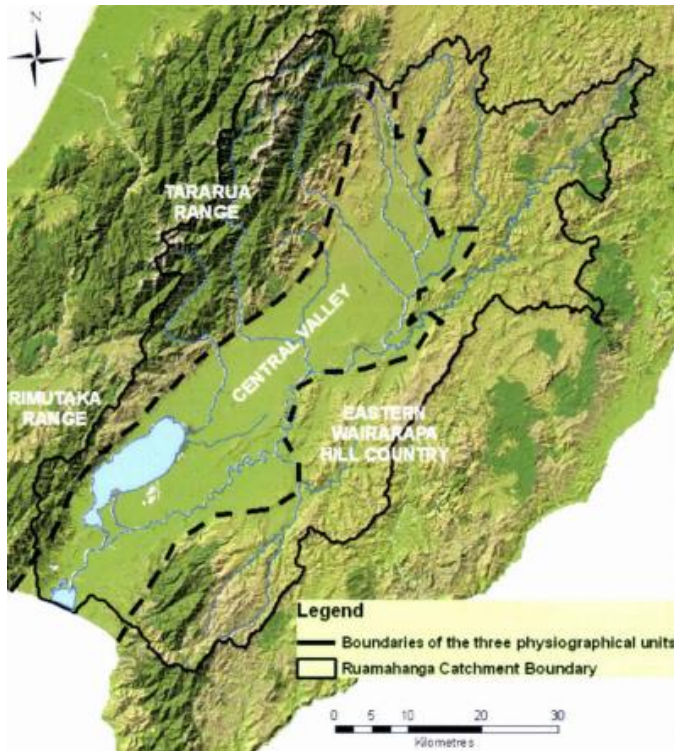 N
TARARUA
RANGE
CENTRAL VALLEY
RIMUTAKA
RANGE
EASTERN
WAIRARAPA
HILL COUNTRY
Legend
Boundaries of the three physiographical units
Ruamahanga Catchment Boundary
0 5 10 20 30
Kilometres